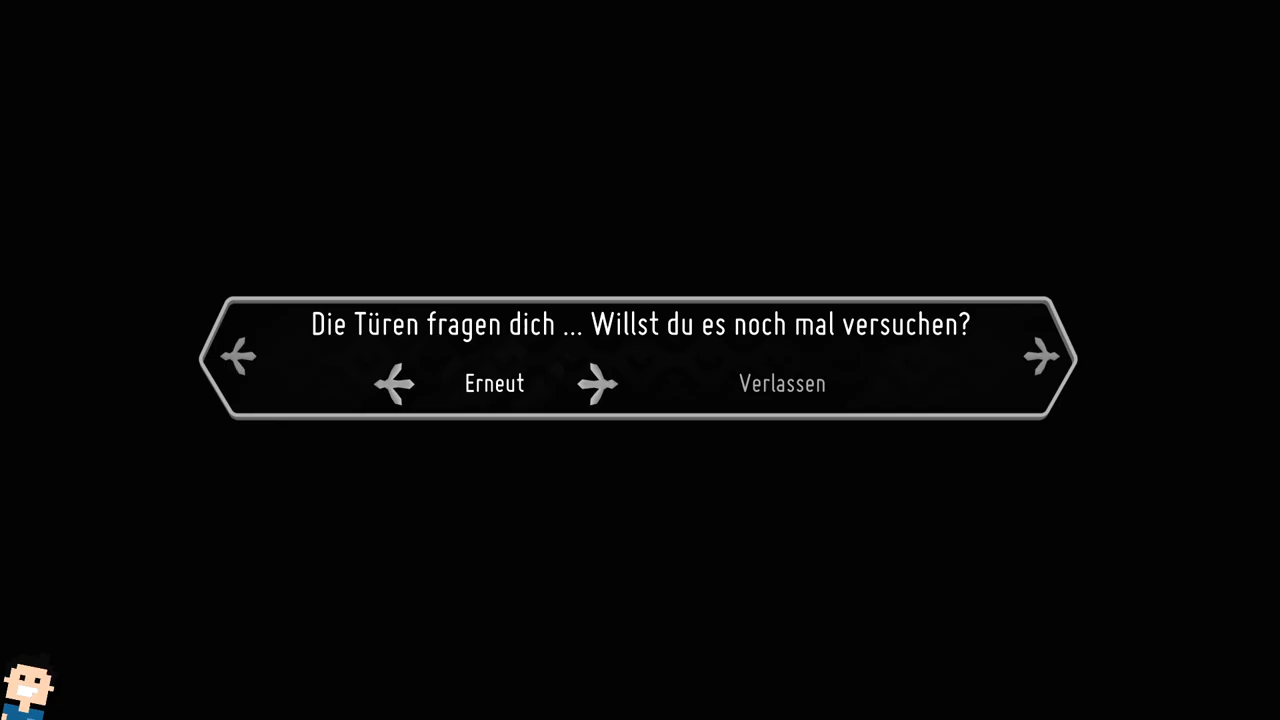 Die Türen fragen dich ... Willst du es noch mal versuchen?
Erneut Verlassen